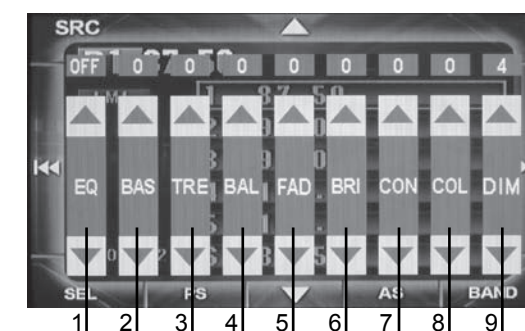 SRC
OFF 0 0 0 0 0 0 0 4
EQ BAS TRE BAL FAD BRI CON COL DIM
SEL PS AS BAND
1 2 3 4 5 6 7 8 9